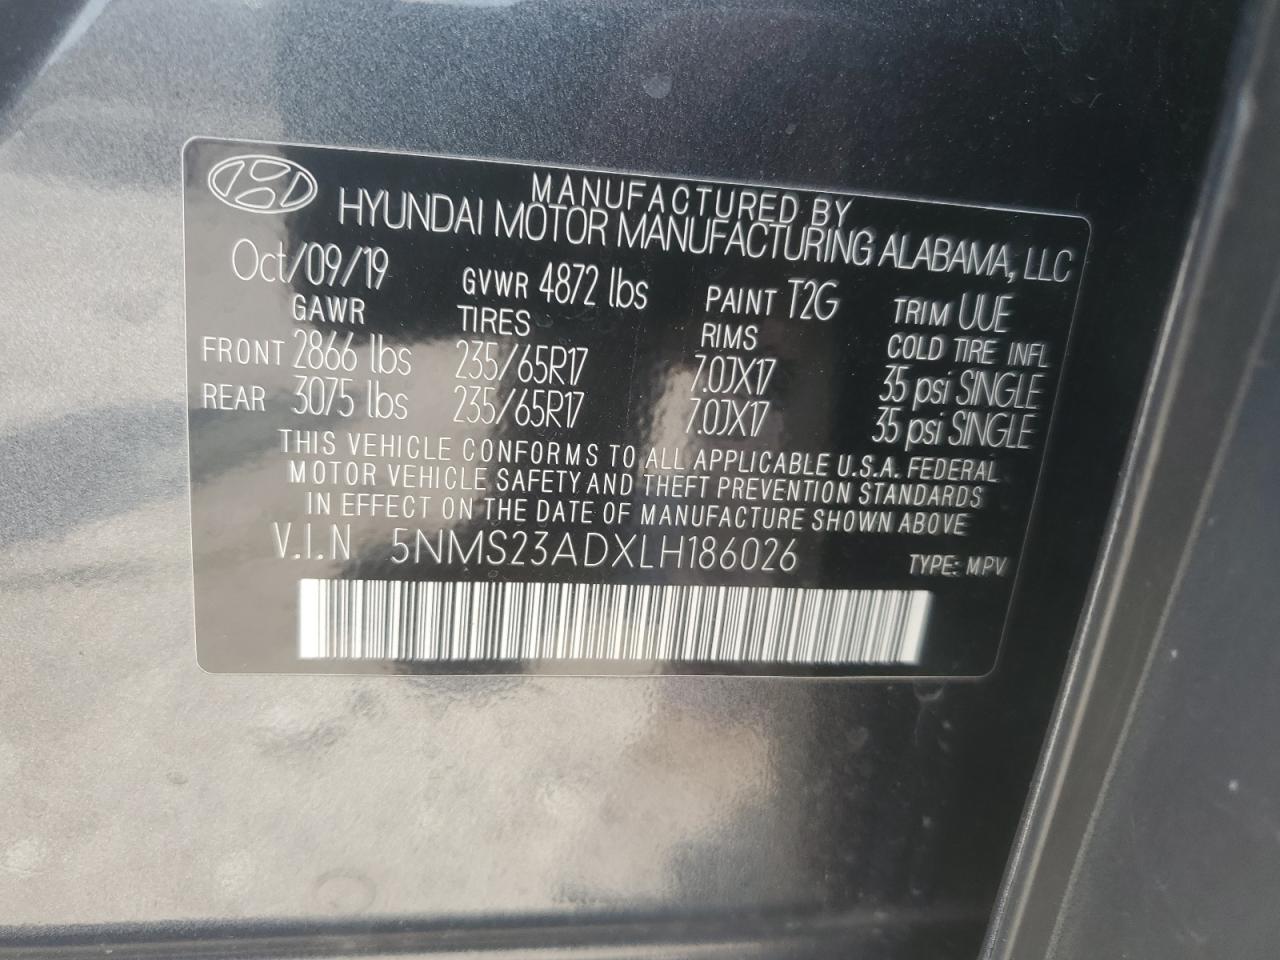 MANUFACTURED BY
HYUNDAI MOTOR MANUFACTURING ALABAMA, LLC
Oct/09/19 GVWR 4872 lbs PAINT T2G TRIM UUE
GAWR TIRES RIMS COLD TIRE INFL
FRONT 2866 lbs 235/65R17 7.0JX17 35 psi SINGLE
REAR 3075 lbs 235/65R17 7.0JX17 35 psi SINGLE
THIS VEHICLE CONFORMS TO ALL APPLICABLE U.S.A. FEDERAL
MOTOR VEHICLE SAFETY AND THEFT PREVENTION STANDARDS
IN EFFECT ON THE DATE OF MANUFACTURE SHOWN ABOVE
V.I.N 5NMS23ADXLH186026 TYPE: MPV